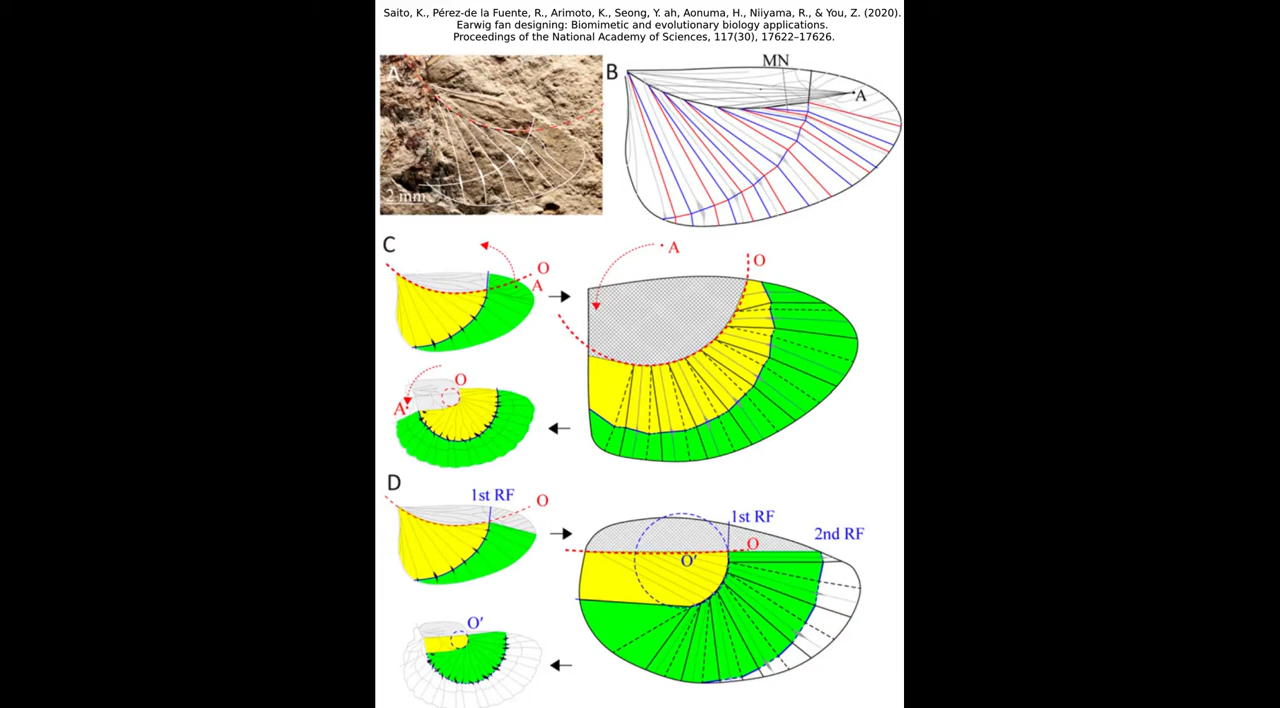 Saito, K., Pérez-de la Fuente, R., Arimoto, K., Seong, Y. ah, Aonuma, H., Niiyama, R., & You, Z. (2020).
Earwig fan designing: Biomimetic and evolutionary biology applications.
Proceedings of the National Academy of Sciences, 117(30), 17622–17626.
A
2 mm
B
MN
A
C
O
A
A
O
O
A
D
1st RF
O
1st RF
2nd RF
O
O'
O'